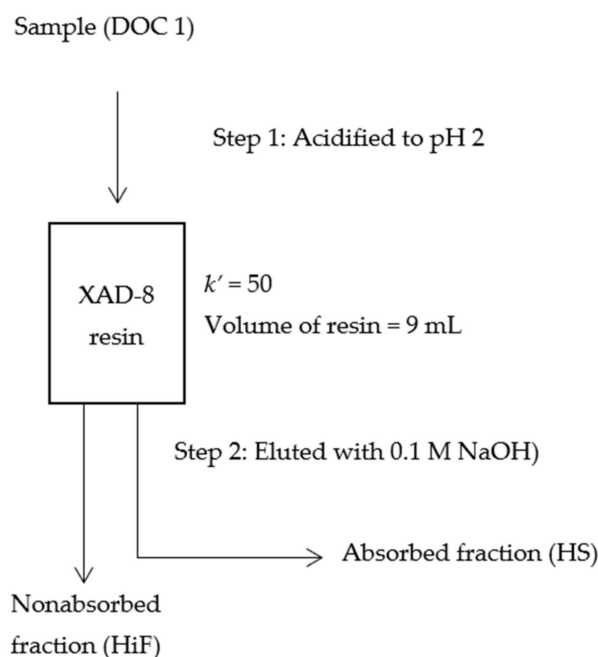 Sample (DOC 1)
Step 1: Acidified to pH 2
XAD-8
resin
k′ = 50
Volume of resin = 9 mL
Step 2: Eluted with 0.1 M NaOH)
Absorbed fraction (HS)
Nonabsorbed
fraction (HiF)